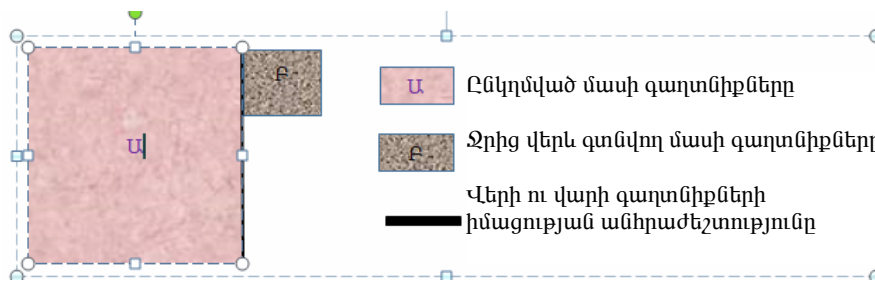 Ա
Բ
Ա
Ընկղմված մասի գաղտնիքները
Բ
Ջրից վերև գտնվող մասի գաղտնիքները
Վերի ու վարի գաղտնիքների
իմացության անհրաժեշտությունը